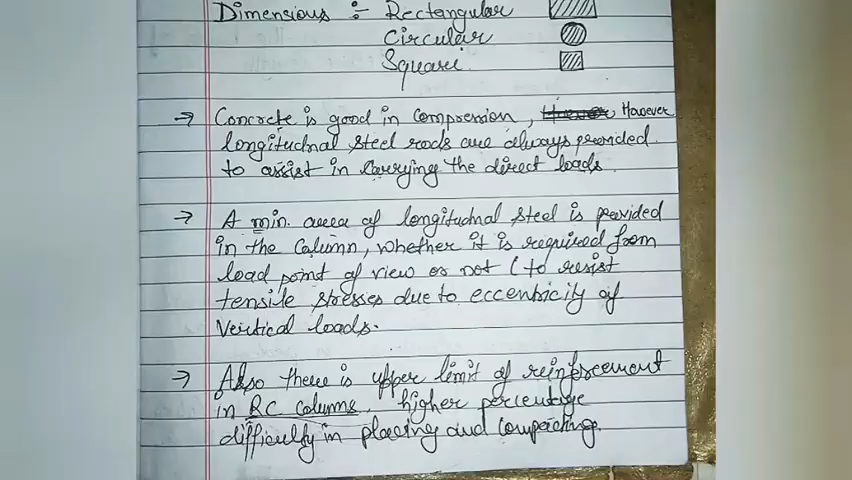 Dimensions ÷ Rectangular
Circular
Square
→ Concrete is good in compression, However
longitudnal steel rods are always provided
to assist in carrying the direct loads.
→ A min. area of longitudnal steel is provided
in the column, whether it is required from
load point of view or not (to resist
tensile stresses due to eccentricity of
vertical loads.
→ Also there is upper limit of reinforcement
in RC columns, higher percentage
difficulty in placing and compacting.